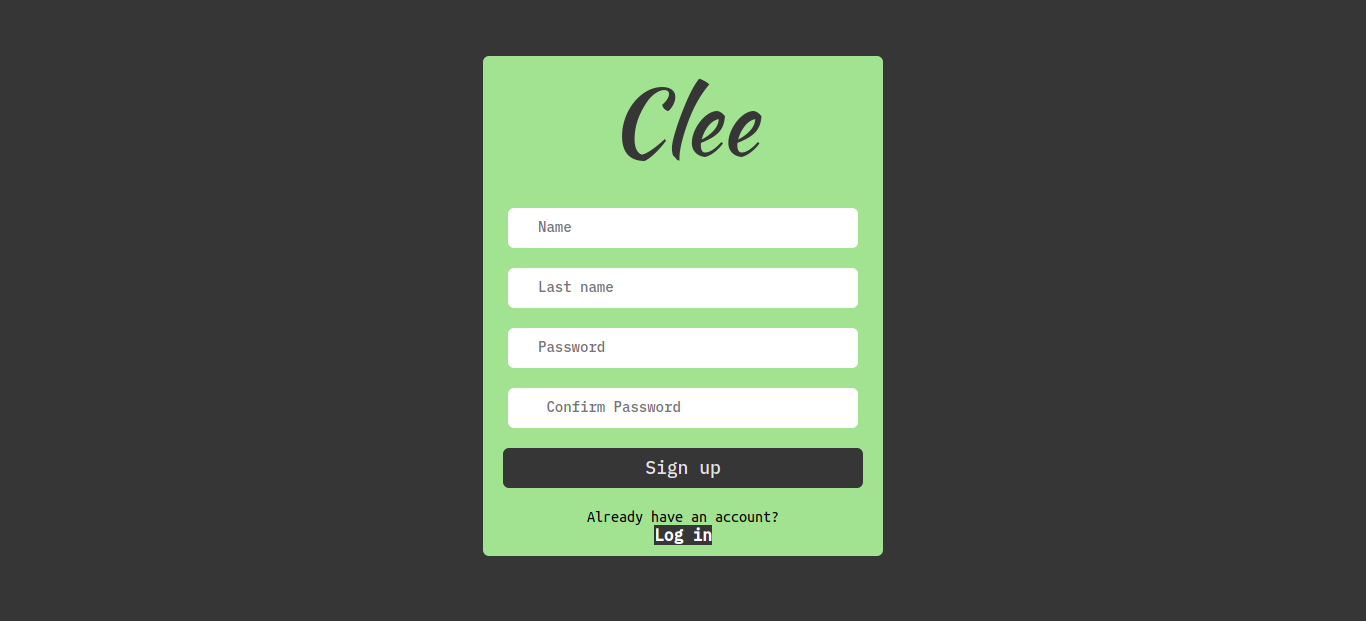 Clee
Name
Last name
Password
Confirm Password
Sign up
Already have an account?
Log in